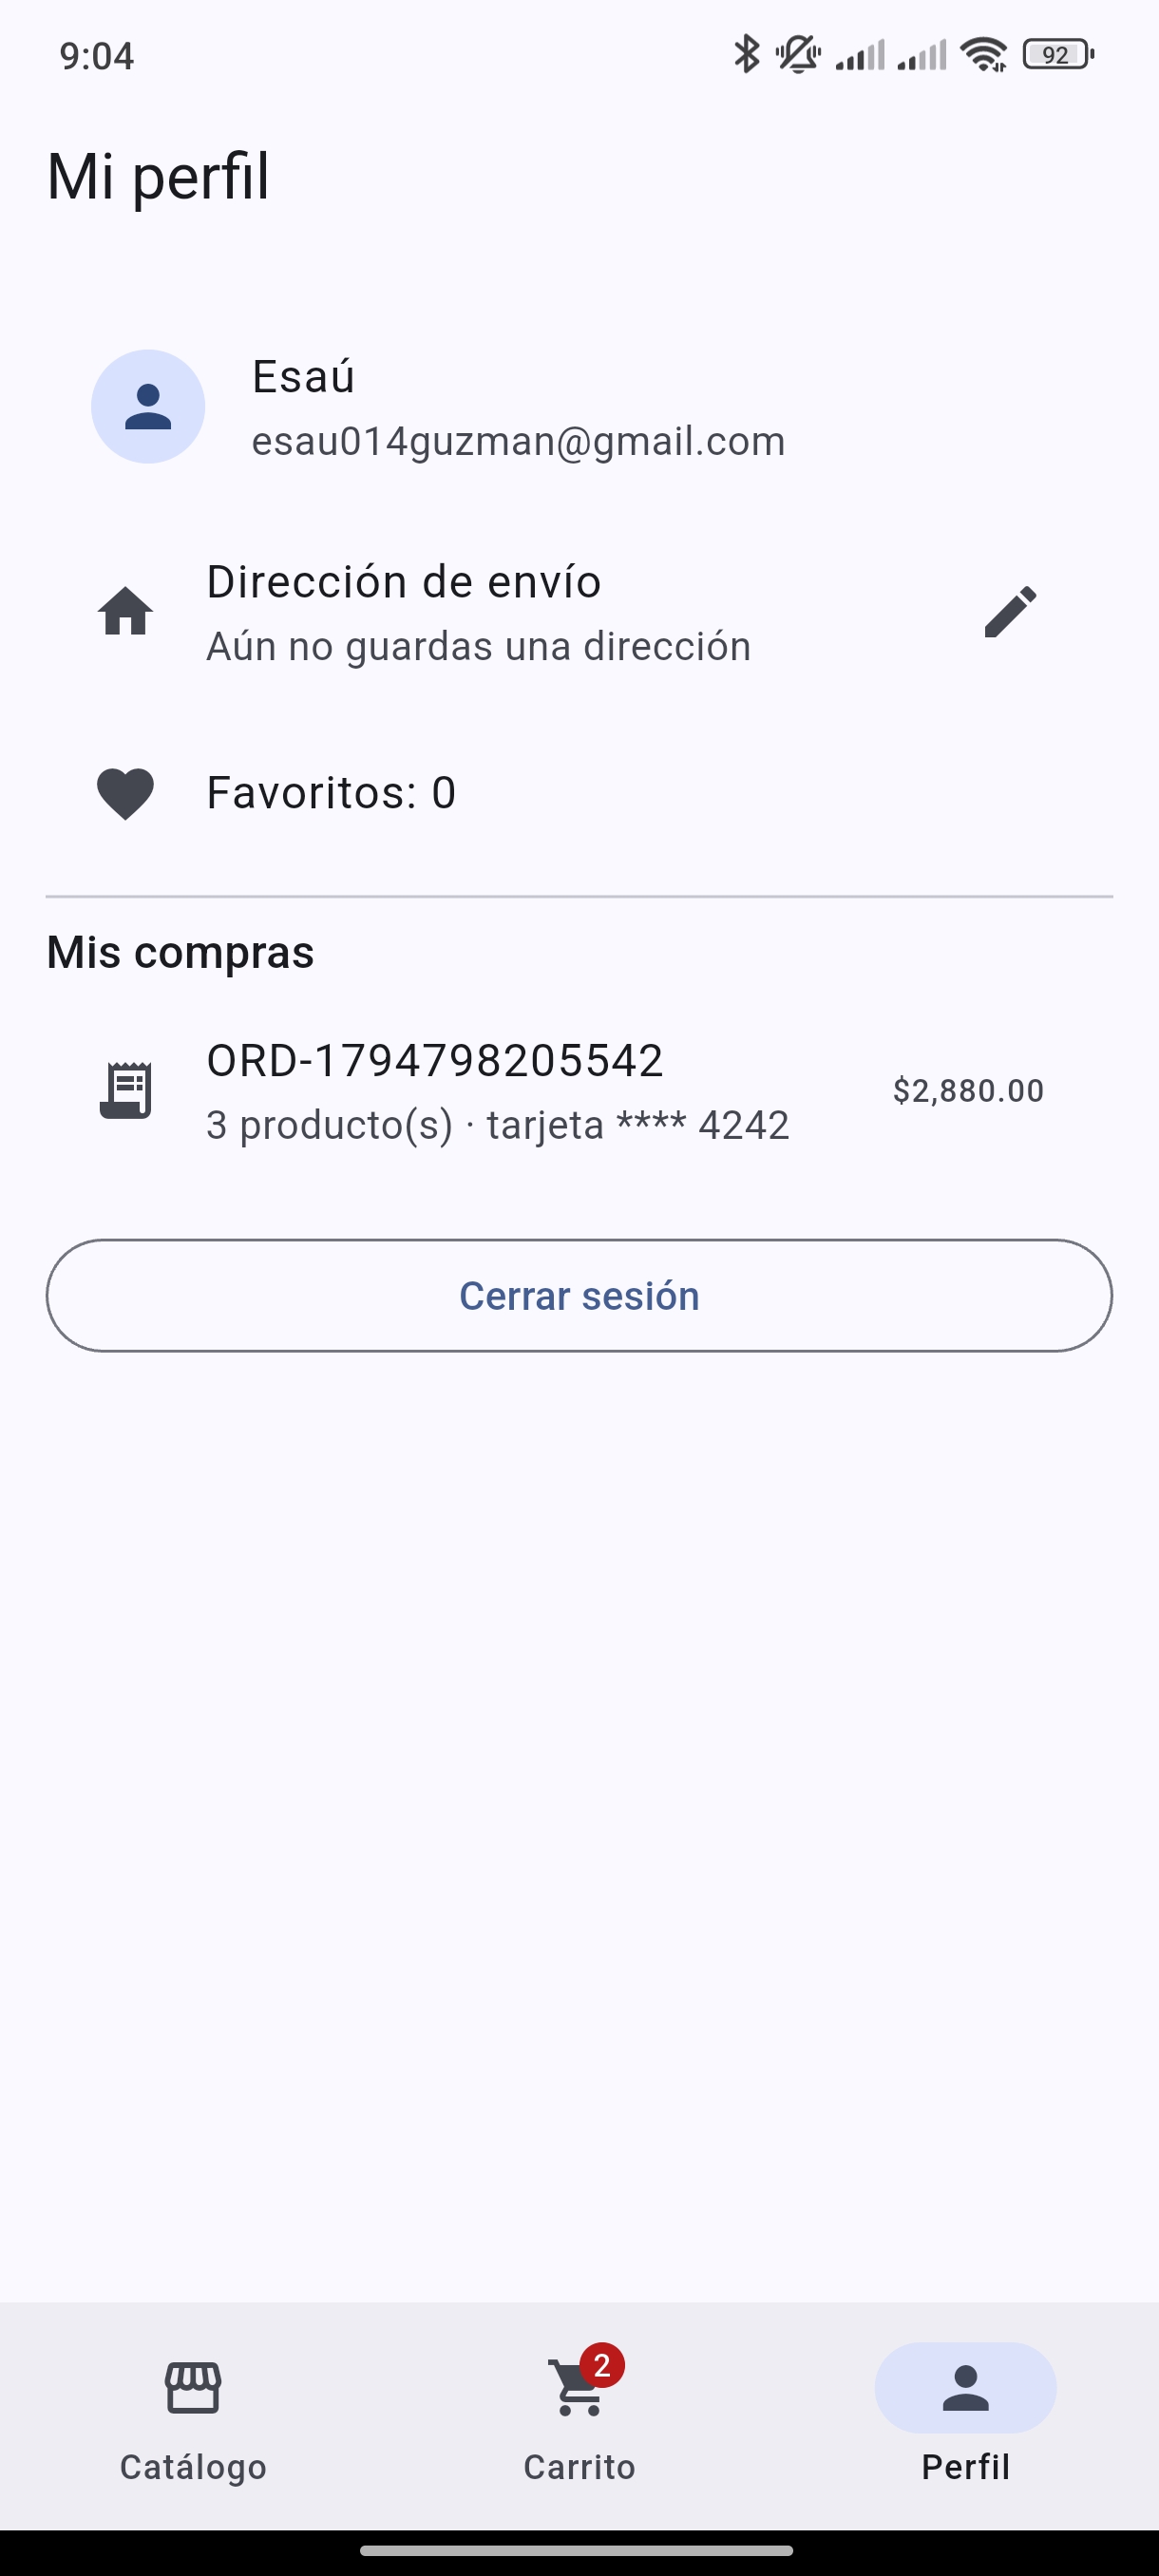 9:04
92
Mi perfil
Esaú
esau014guzman@gmail.com
Dirección de envío
Aún no guardas una dirección
Favoritos: 0
Mis compras
ORD-1794798205542
3 producto(s) · tarjeta **** 4242
$2,880.00
Cerrar sesión
2
Catálogo
Carrito
Perfil